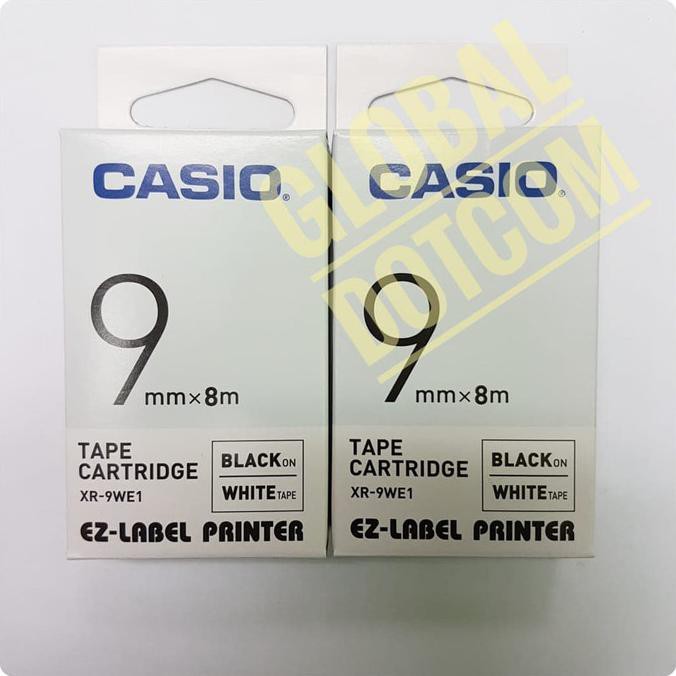 CASIO®
9
mm×8m
TAPE
CARTRIDGE
XR-9WE1
BLACK ON
WHITE TAPE
EZ-LABEL PRINTER
CASIO®
9
mm×8m
TAPE
CARTRIDGE
XR-9WE1
BLACK ON
WHITE TAPE
EZ-LABEL PRINTER
GLOBAL
DOTCOM